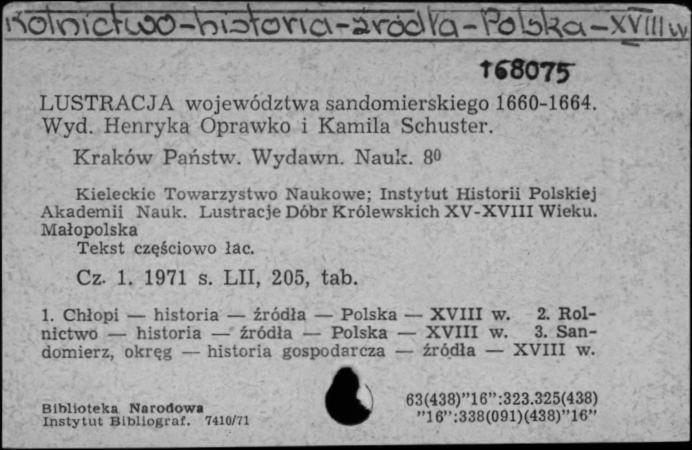 Rolnictwo-historia-źródła-Polska-XVIII w
168075
LUSTRACJA województwa sandomierskiego 1660-1664.
Wyd. Henryka Oprawko i Kamila Schuster.
Kraków Państw. Wydawn. Nauk. 8⁰
Kieleckie Towarzystwo Naukowe; Instytut Historii Polskiej
Akademii Nauk. Lustracje Dóbr Królewskich XV-XVIII Wieku.
Małopolska
Tekst częściowo łac.
Cz. 1. 1971 s. LII, 205, tab.
1. Chłopi — historia — źródła — Polska — XVIII w. 2. Rol-
nictwo — historia — źródła — Polska — XVIII w. 3. San-
domierz, okręg — historia gospodarcza — źródła — XVIII w.
63(438)"16":323.325(438)
Biblioteka Narodowa
"16":338(091)(438)"16"
Instytut Bibliograf. 7410/71